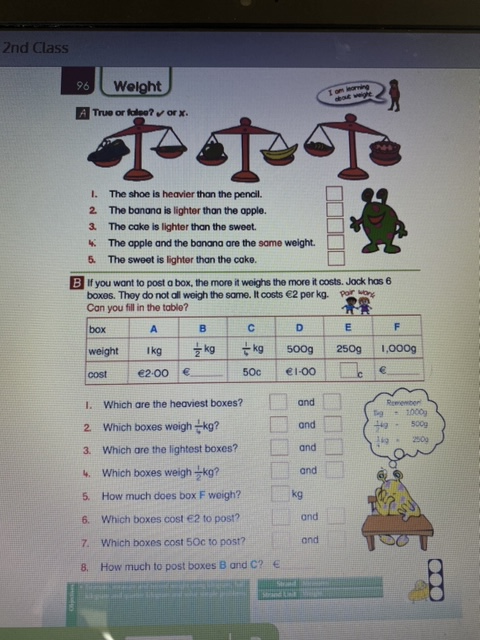 2nd Class
96 Weight
I am learning
about weight.
A True or false? ✓ or x.
1. The shoe is heavier than the pencil.
2. The banana is lighter than the apple.
3. The cake is lighter than the sweet.
4. The apple and the banana are the same weight.
5. The sweet is lighter than the cake.
B If you want to post a box, the more it weighs the more it costs. Jack has 6
boxes. They do not all weigh the same. It costs €2 per kg. Pair work
Can you fill in the table?
box A B C D E F
weight 1kg ½ kg ¼ kg 500g 250g 1,000g
cost €2·00 €____ 50c €1·00 c €____
1. Which are the heaviest boxes? and
2. Which boxes weigh ¼kg? and
3. Which are the lightest boxes? and
4. Which boxes weigh ½kg? and
5. How much does box F weigh? kg
6. Which boxes cost €2 to post? and
7. Which boxes cost 50c to post? and
8. How much to post boxes B and C? €____
Remember!
1000g
500g
250g
Strand
Strand Unit